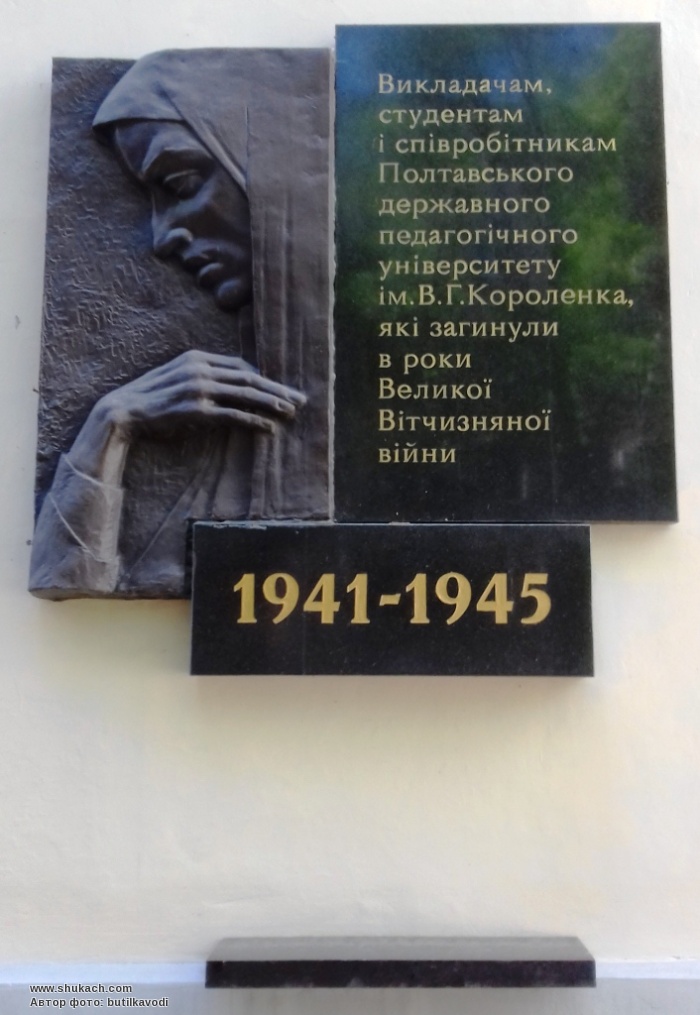 Викладачам,
студентам
і співробітникам
Полтавського
державного
педагогічного
університету
ім.В.Г.Короленка,
які загинули
в роки
Великої
Вітчизняної
війни
1941-1945
www.shukach.com
Автор фото: butilkavodi